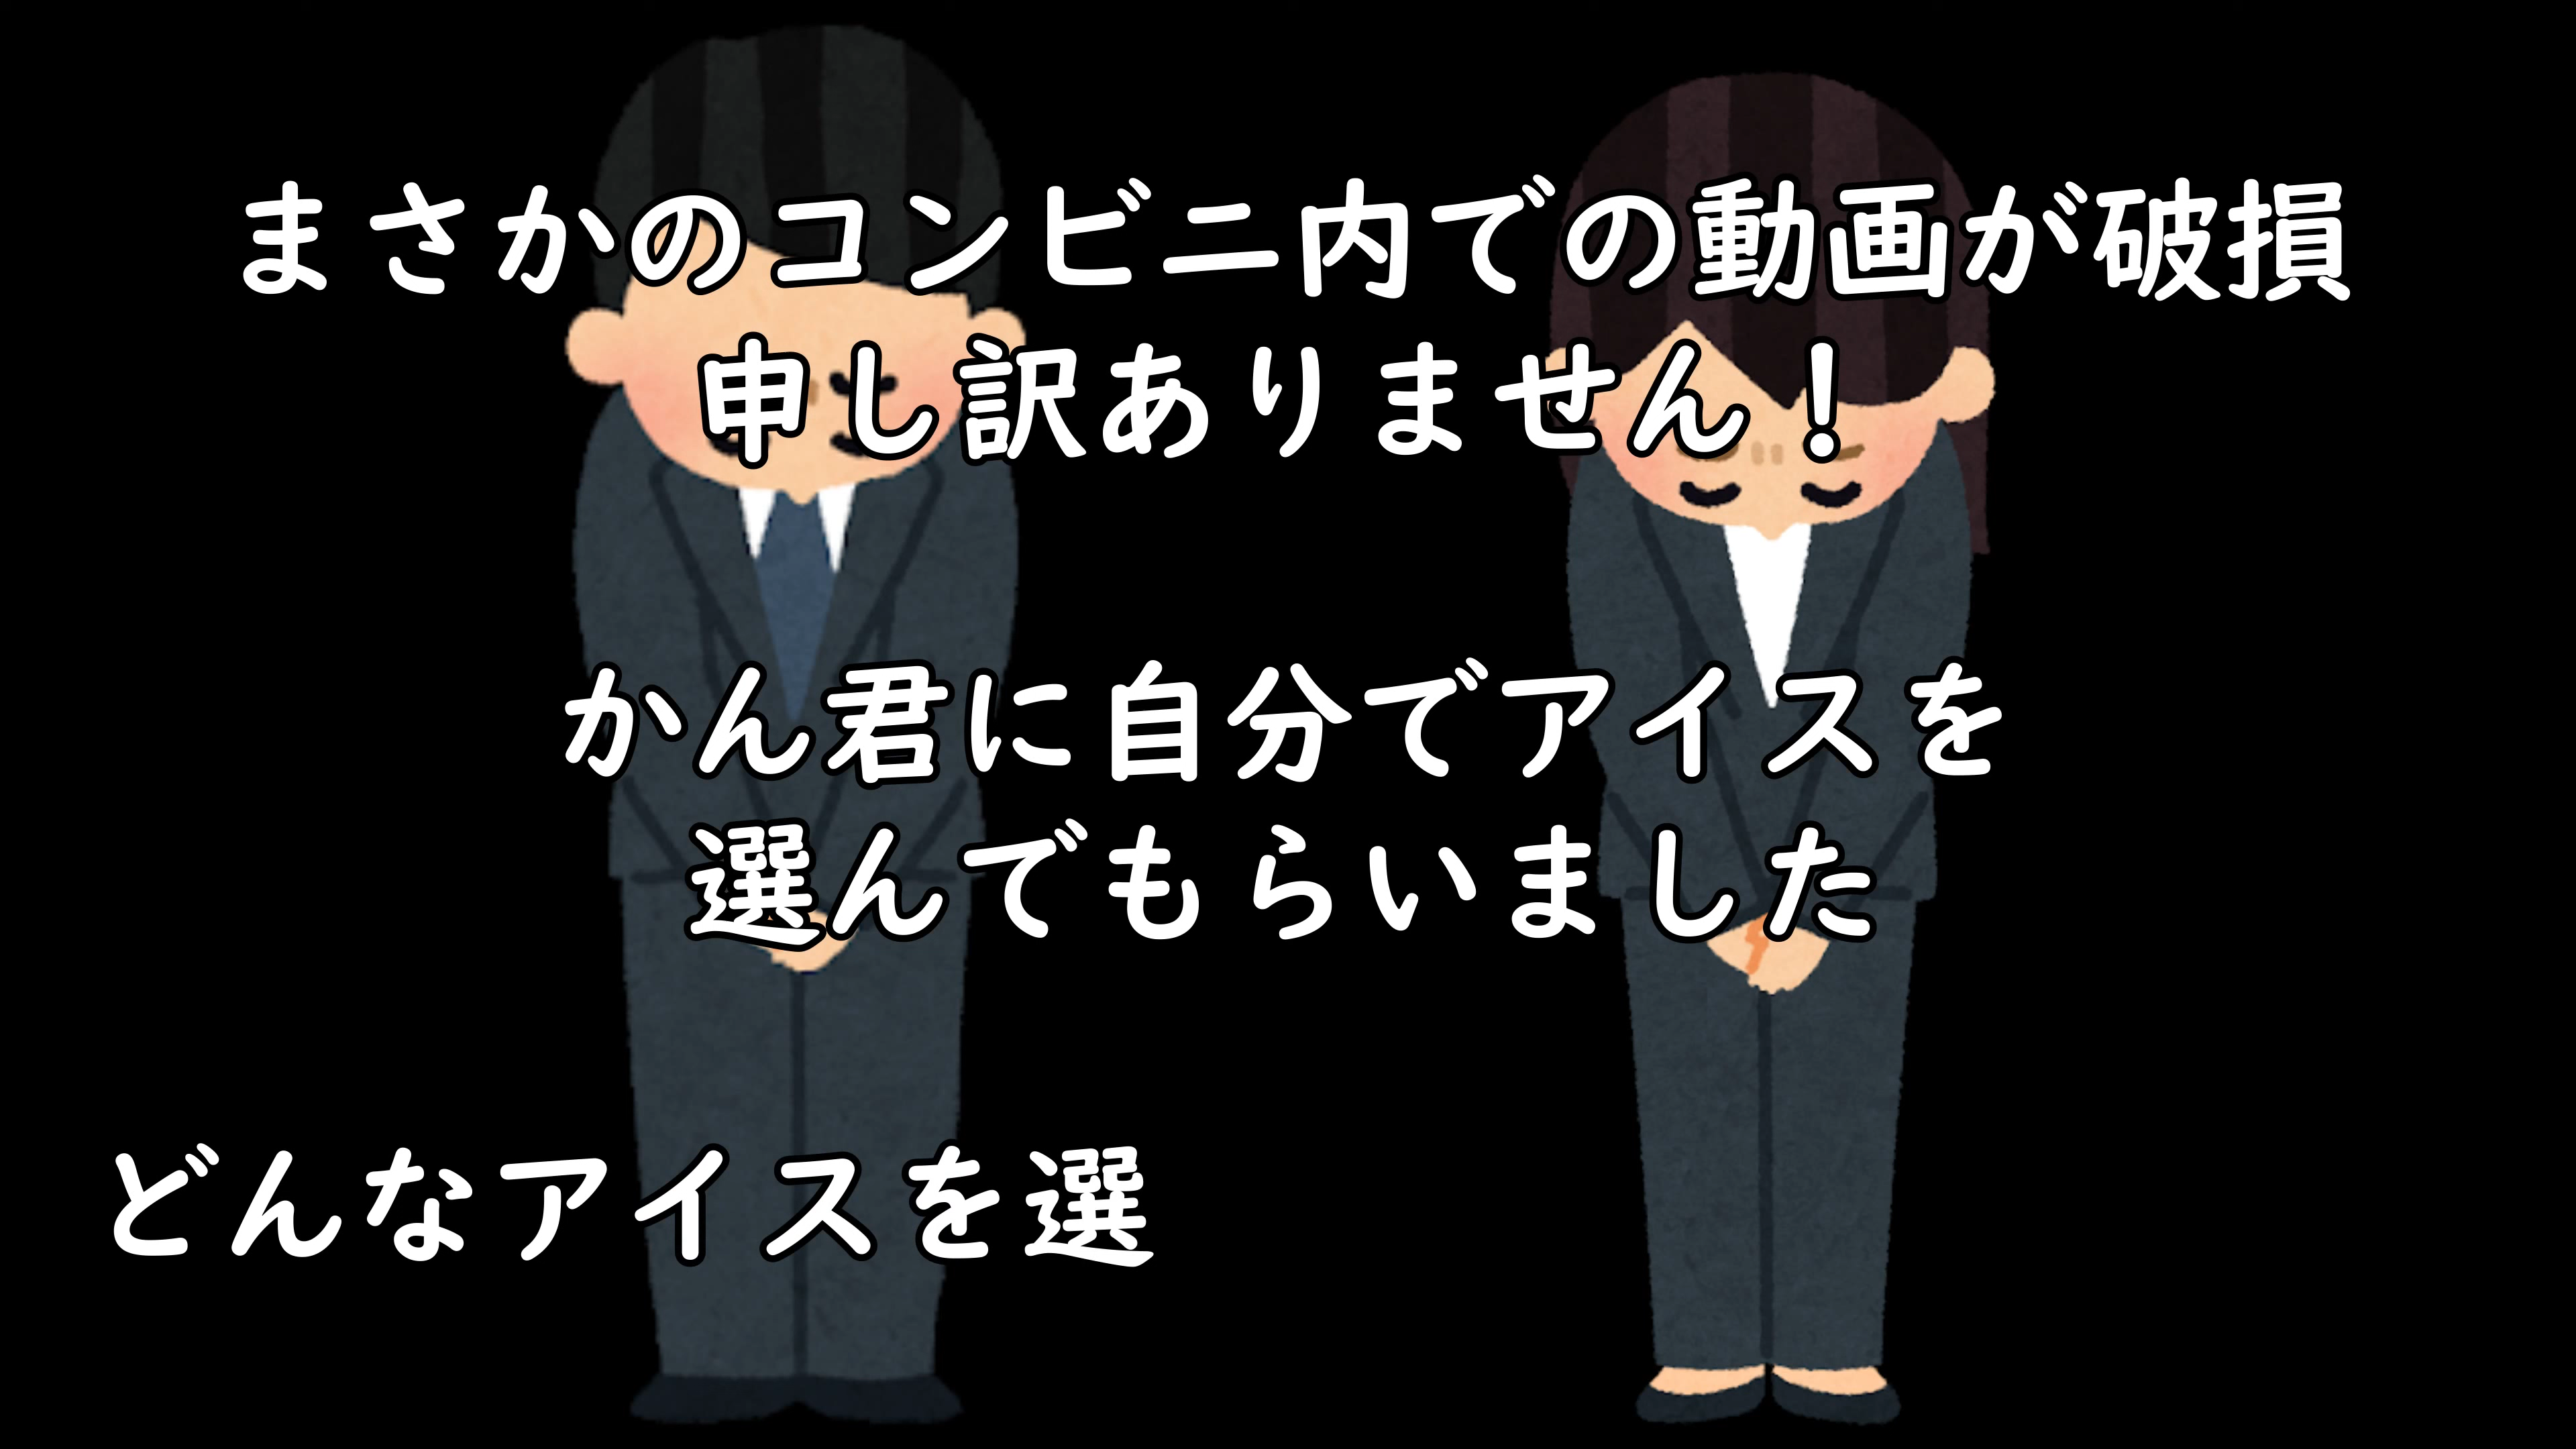 まさかのコンビニ内での動画が破損
申し訳ありません！
かん君に自分でアイスを
選んでもらいました
どんなアイスを選